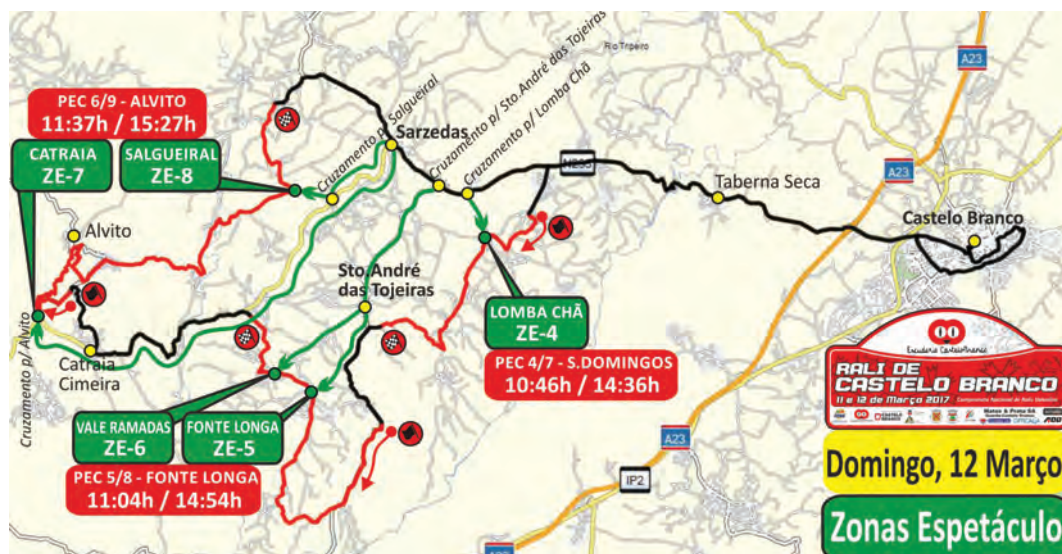 Rio Tripeiro
A23
PEC 6/9 - ALVITO
11:37h / 15:27h
CATRAIA
ZE-7
SALGUEIRAL
ZE-8
Cruzamento p/ Salgueiral
Cruzamento p/ Sto. André das Tojeiras
Cruzamento p/ Lomba Chã
Sarzedas
A23
Taberna Seca
Castelo Branco
Alvito
Sto.André
das Tojeiras
LOMBA CHÃ
ZE-4
PEC 4/7 - S.DOMINGOS
10:46h / 14:36h
Cruzamento p/ Alvito
Catraia
Cimeira
VALE RAMADAS
ZE-6
FONTE LONGA
ZE-5
PEC 5/8 - FONTE LONGA
11:04h / 14:54h
A23
IP2
Escuderia Castelo Branco
RALI DE
CASTELO BRANCO
11 e 12 de Março 2017
Domingo, 12 Março
Zonas Espetáculo